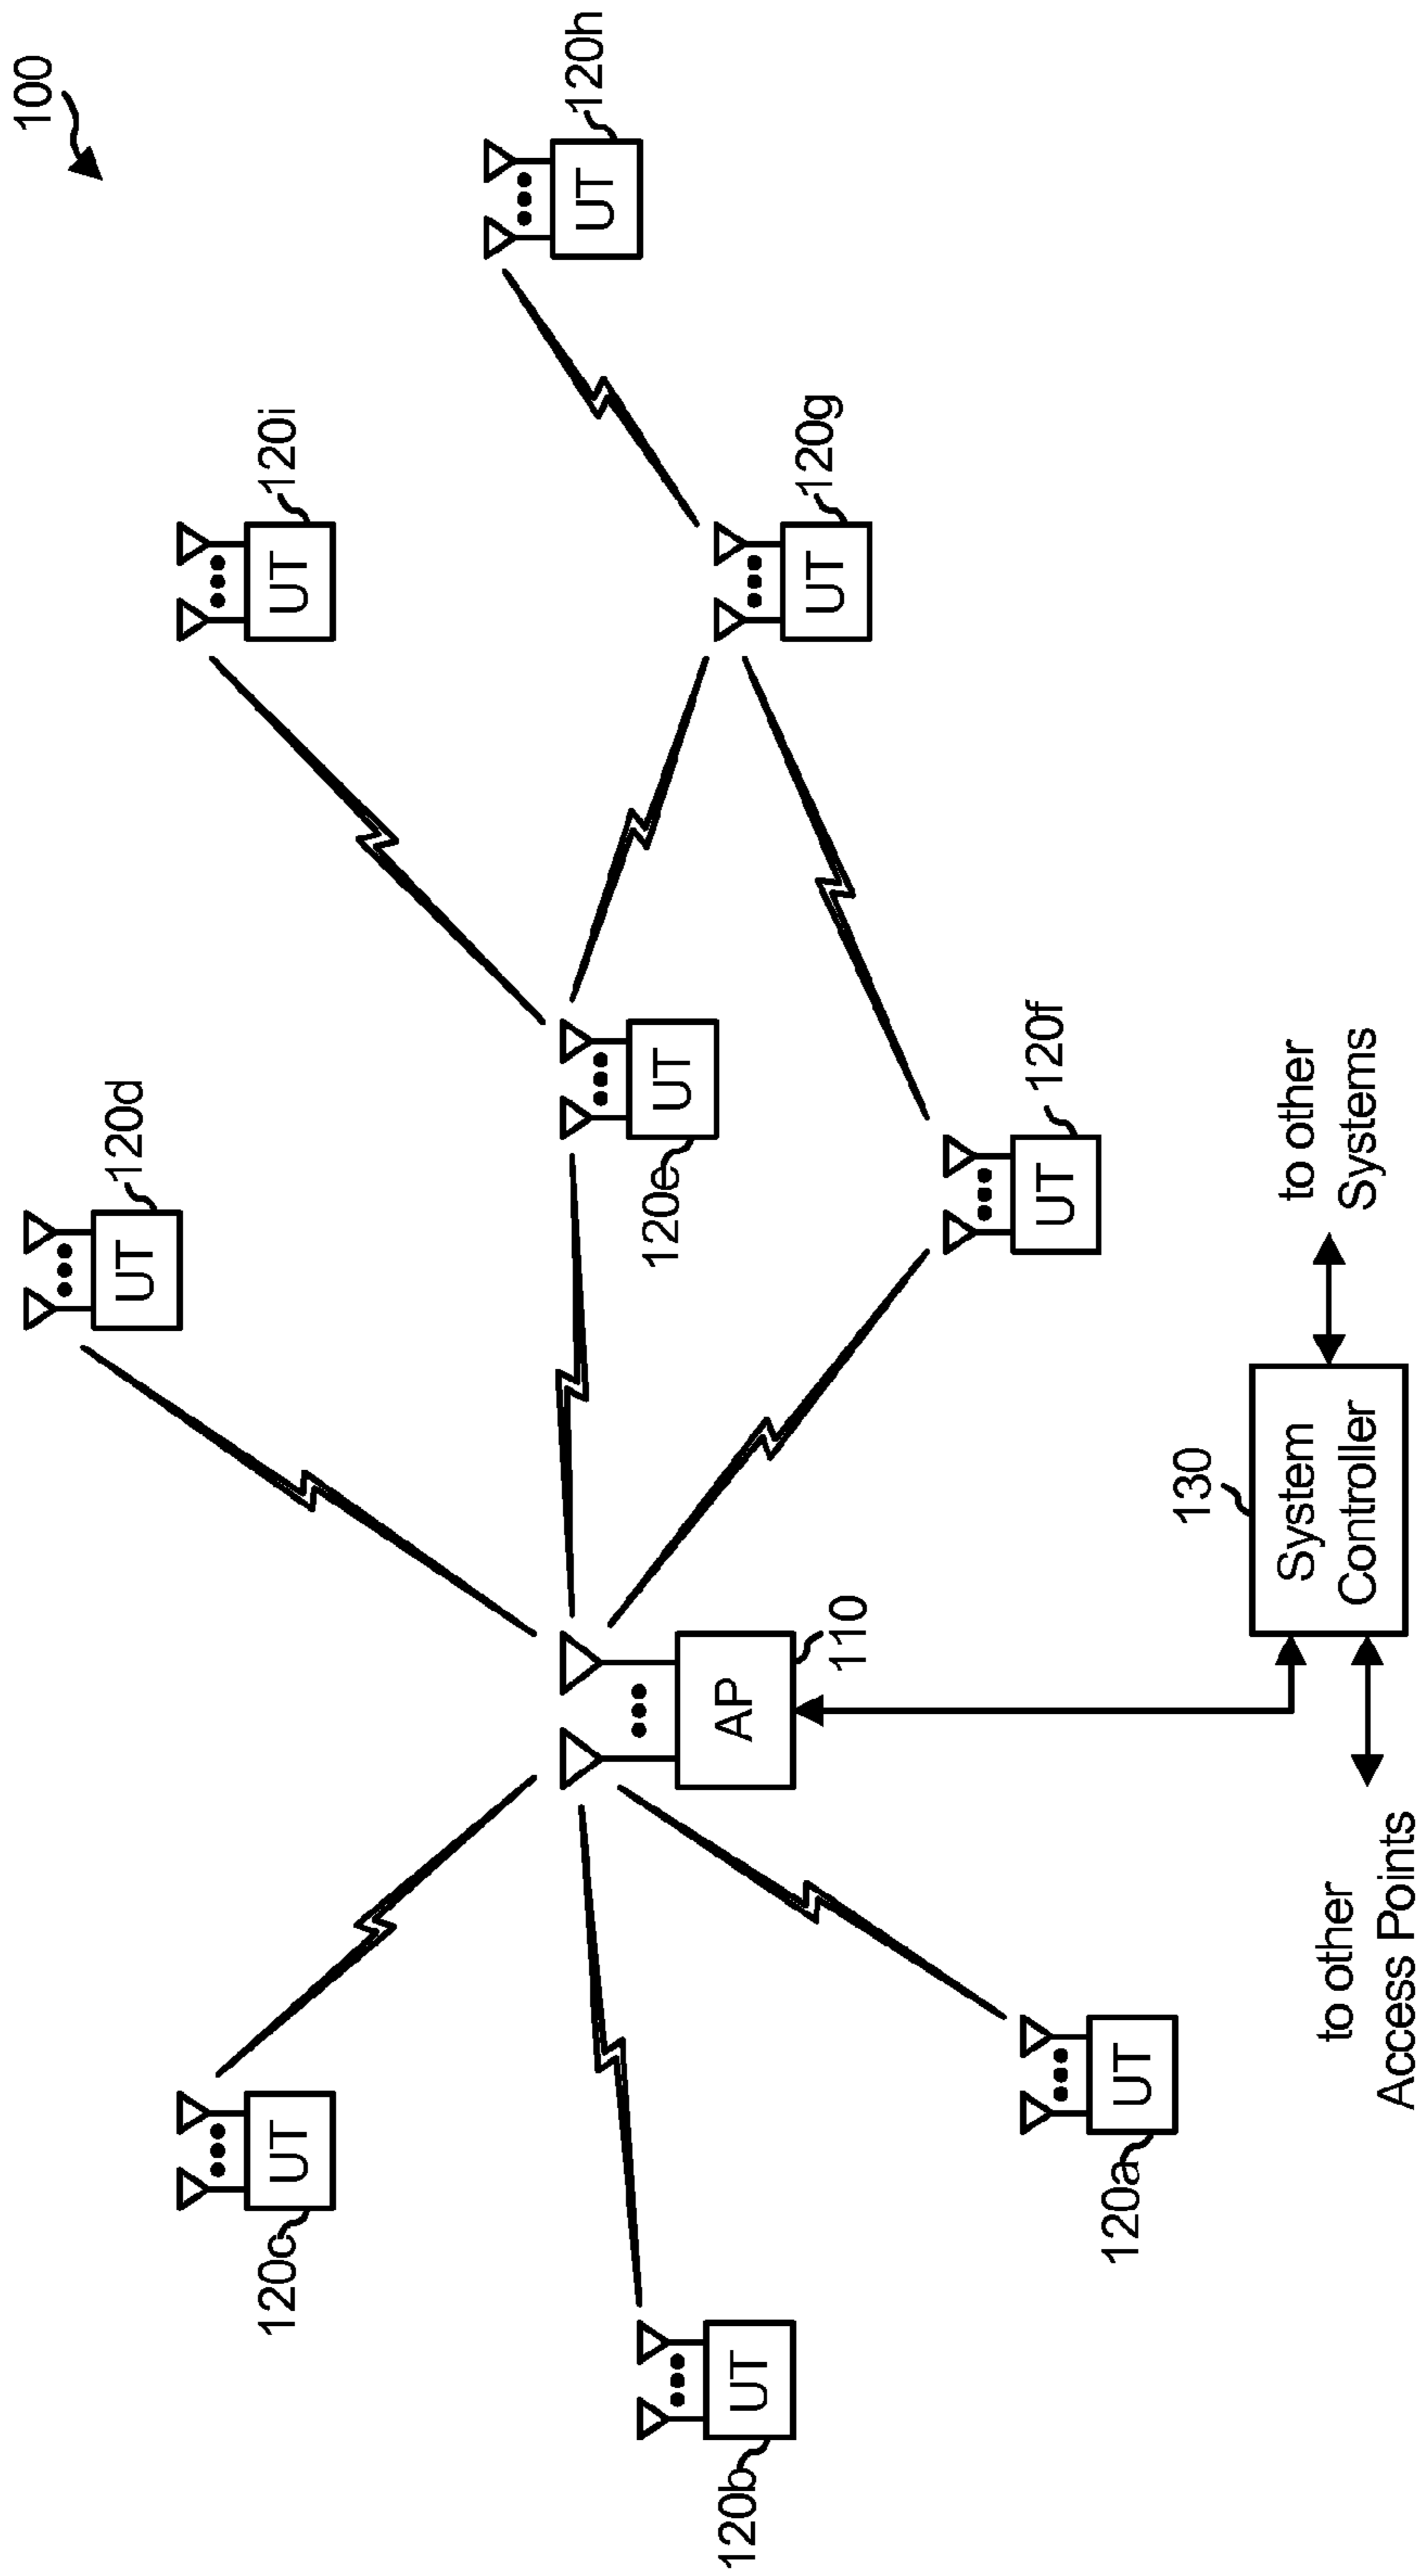 100
UT
120d
UT
120i
UT
120h
UT
120c
UT
120e
UT
120g
UT
120b
AP
110
UT
120f
UT
120a
130
System
Controller
to other
Systems
to other
Access Points